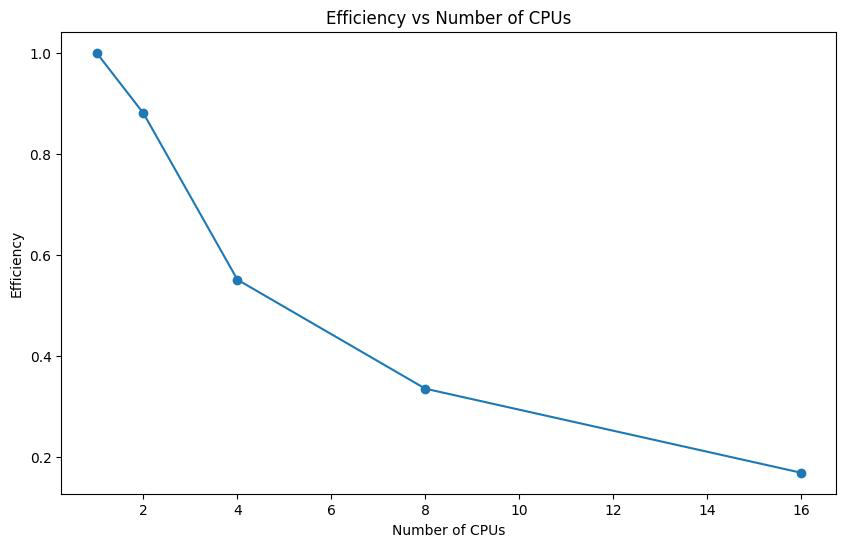 Efficiency vs Number of CPUs
1.0
0.8
0.6
0.4
0.2
Efficiency
2 4 6 8 10 12 14 16
Number of CPUs